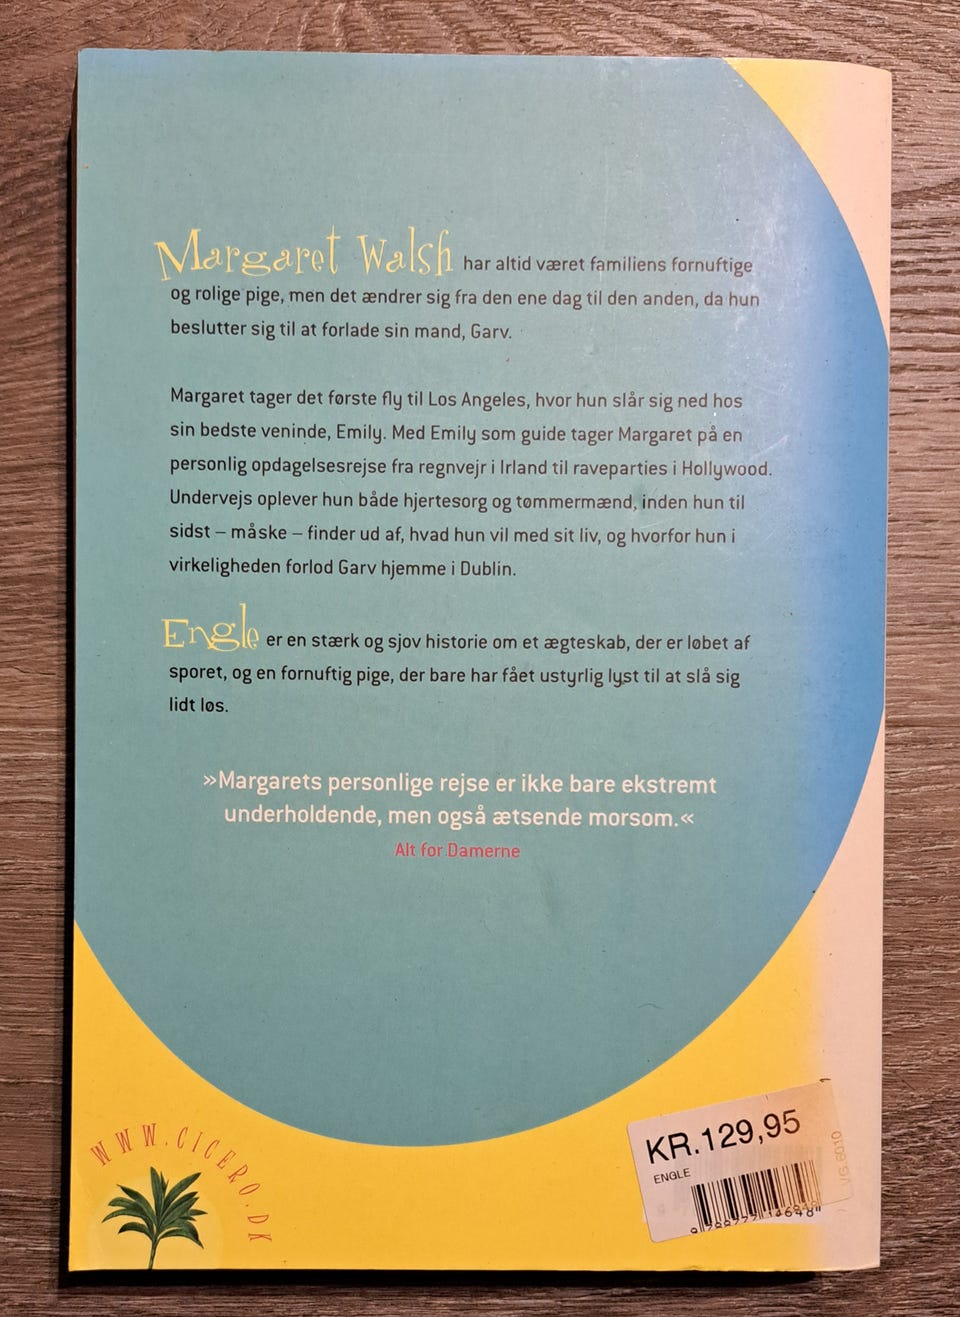 Margaret Walsh har altid været familiens fornuftige
og rolige pige, men det ændrer sig fra den ene dag til den anden, da hun
beslutter sig til at forlade sin mand, Garv.
Margaret tager det første fly til Los Angeles, hvor hun slår sig ned hos
sin bedste veninde, Emily. Med Emily som guide tager Margaret på en
personlig opdagelsesrejse fra regnvejr i Irland til raveparties i Hollywood.
Undervejs oplever hun både hjertesorg og tømmermænd, inden hun til
sidst – måske – finder ud af, hvad hun vil med sit liv, og hvorfor hun i
virkeligheden forlod Garv hjemme i Dublin.
Engle er en stærk og sjov historie om et ægteskab, der er løbet af
sporet, og en fornuftig pige, der bare har fået ustyrlig lyst til at slå sig
lidt løs.
»Margarets personlige rejse er ikke bare ekstremt
underholdende, men også ætsende morsom.«
Alt for Damerne
WWW.CICERO.DK
KR.129,95
ENGLE
VG.6010